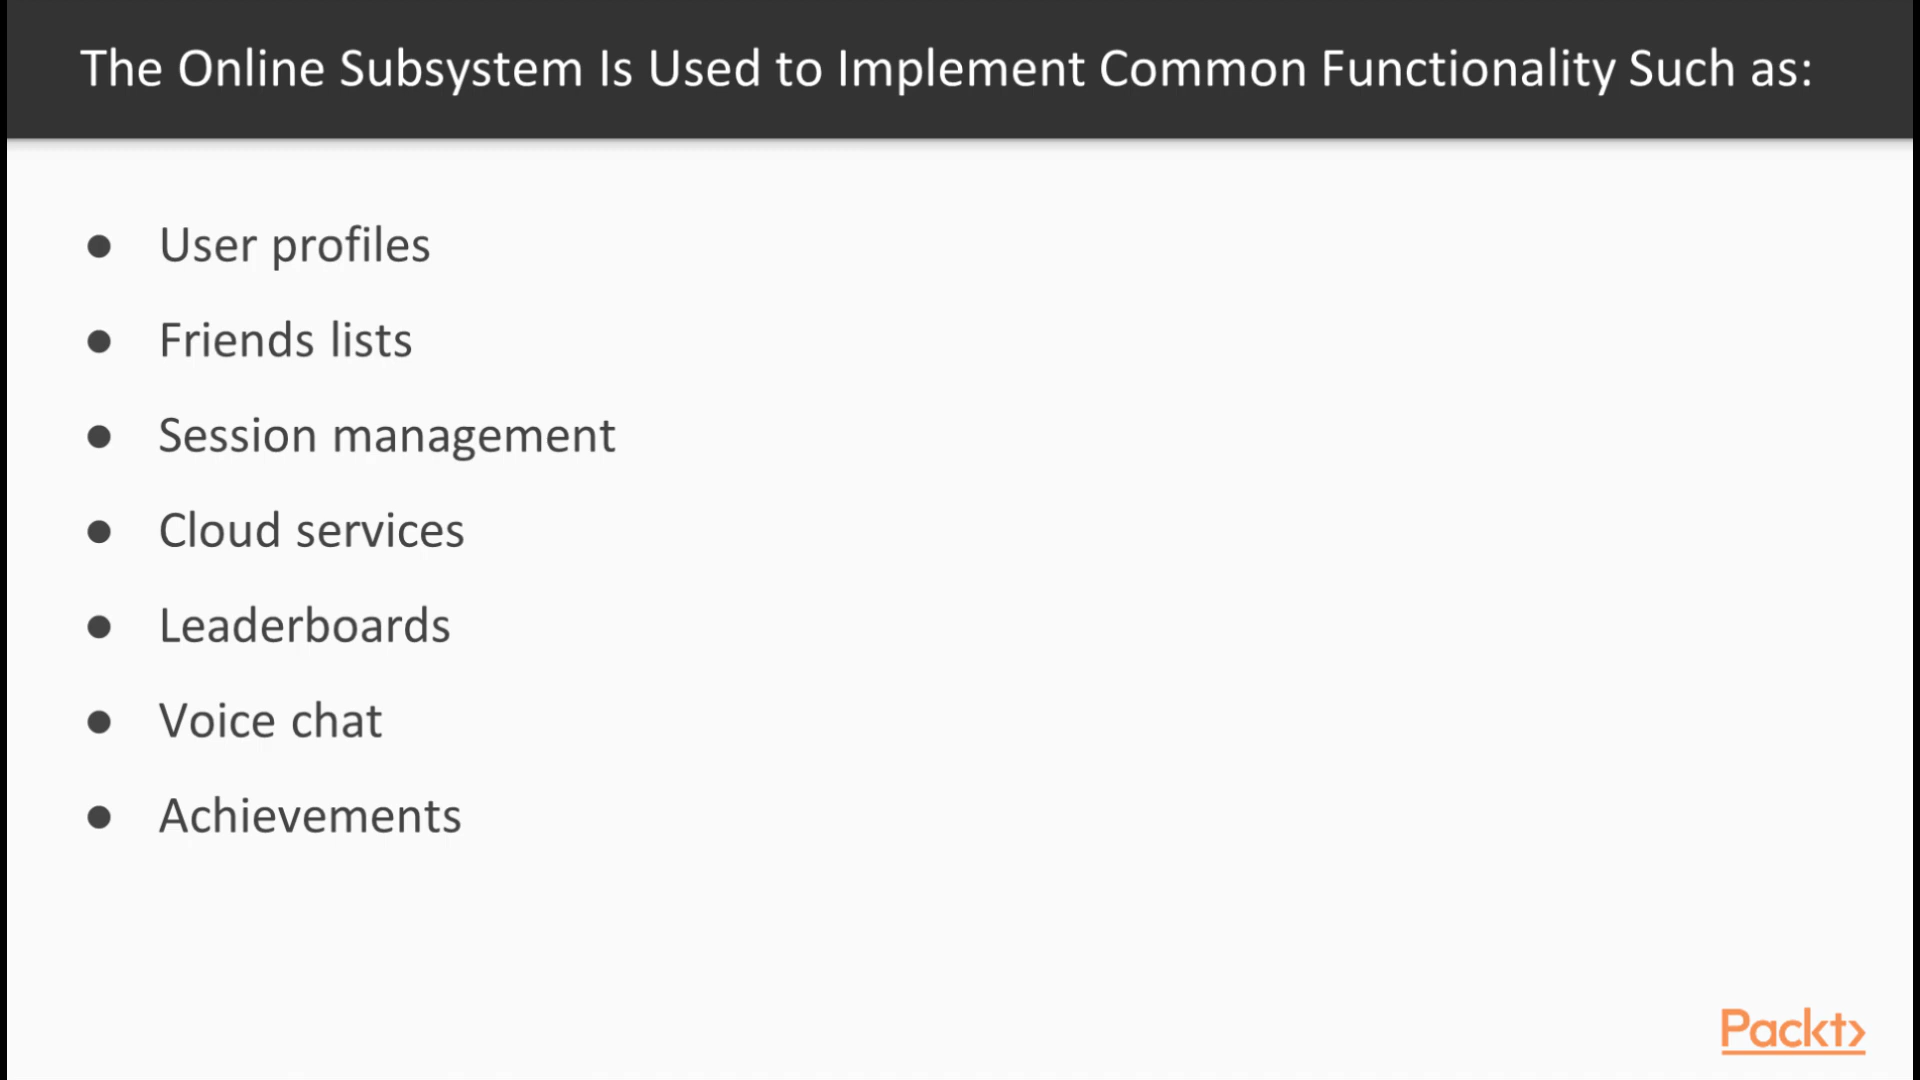 The Online Subsystem Is Used to Implement Common Functionality Such as:
● User profiles
● Friends lists
● Session management
● Cloud services
● Leaderboards
● Voice chat
● Achievements
Packt>